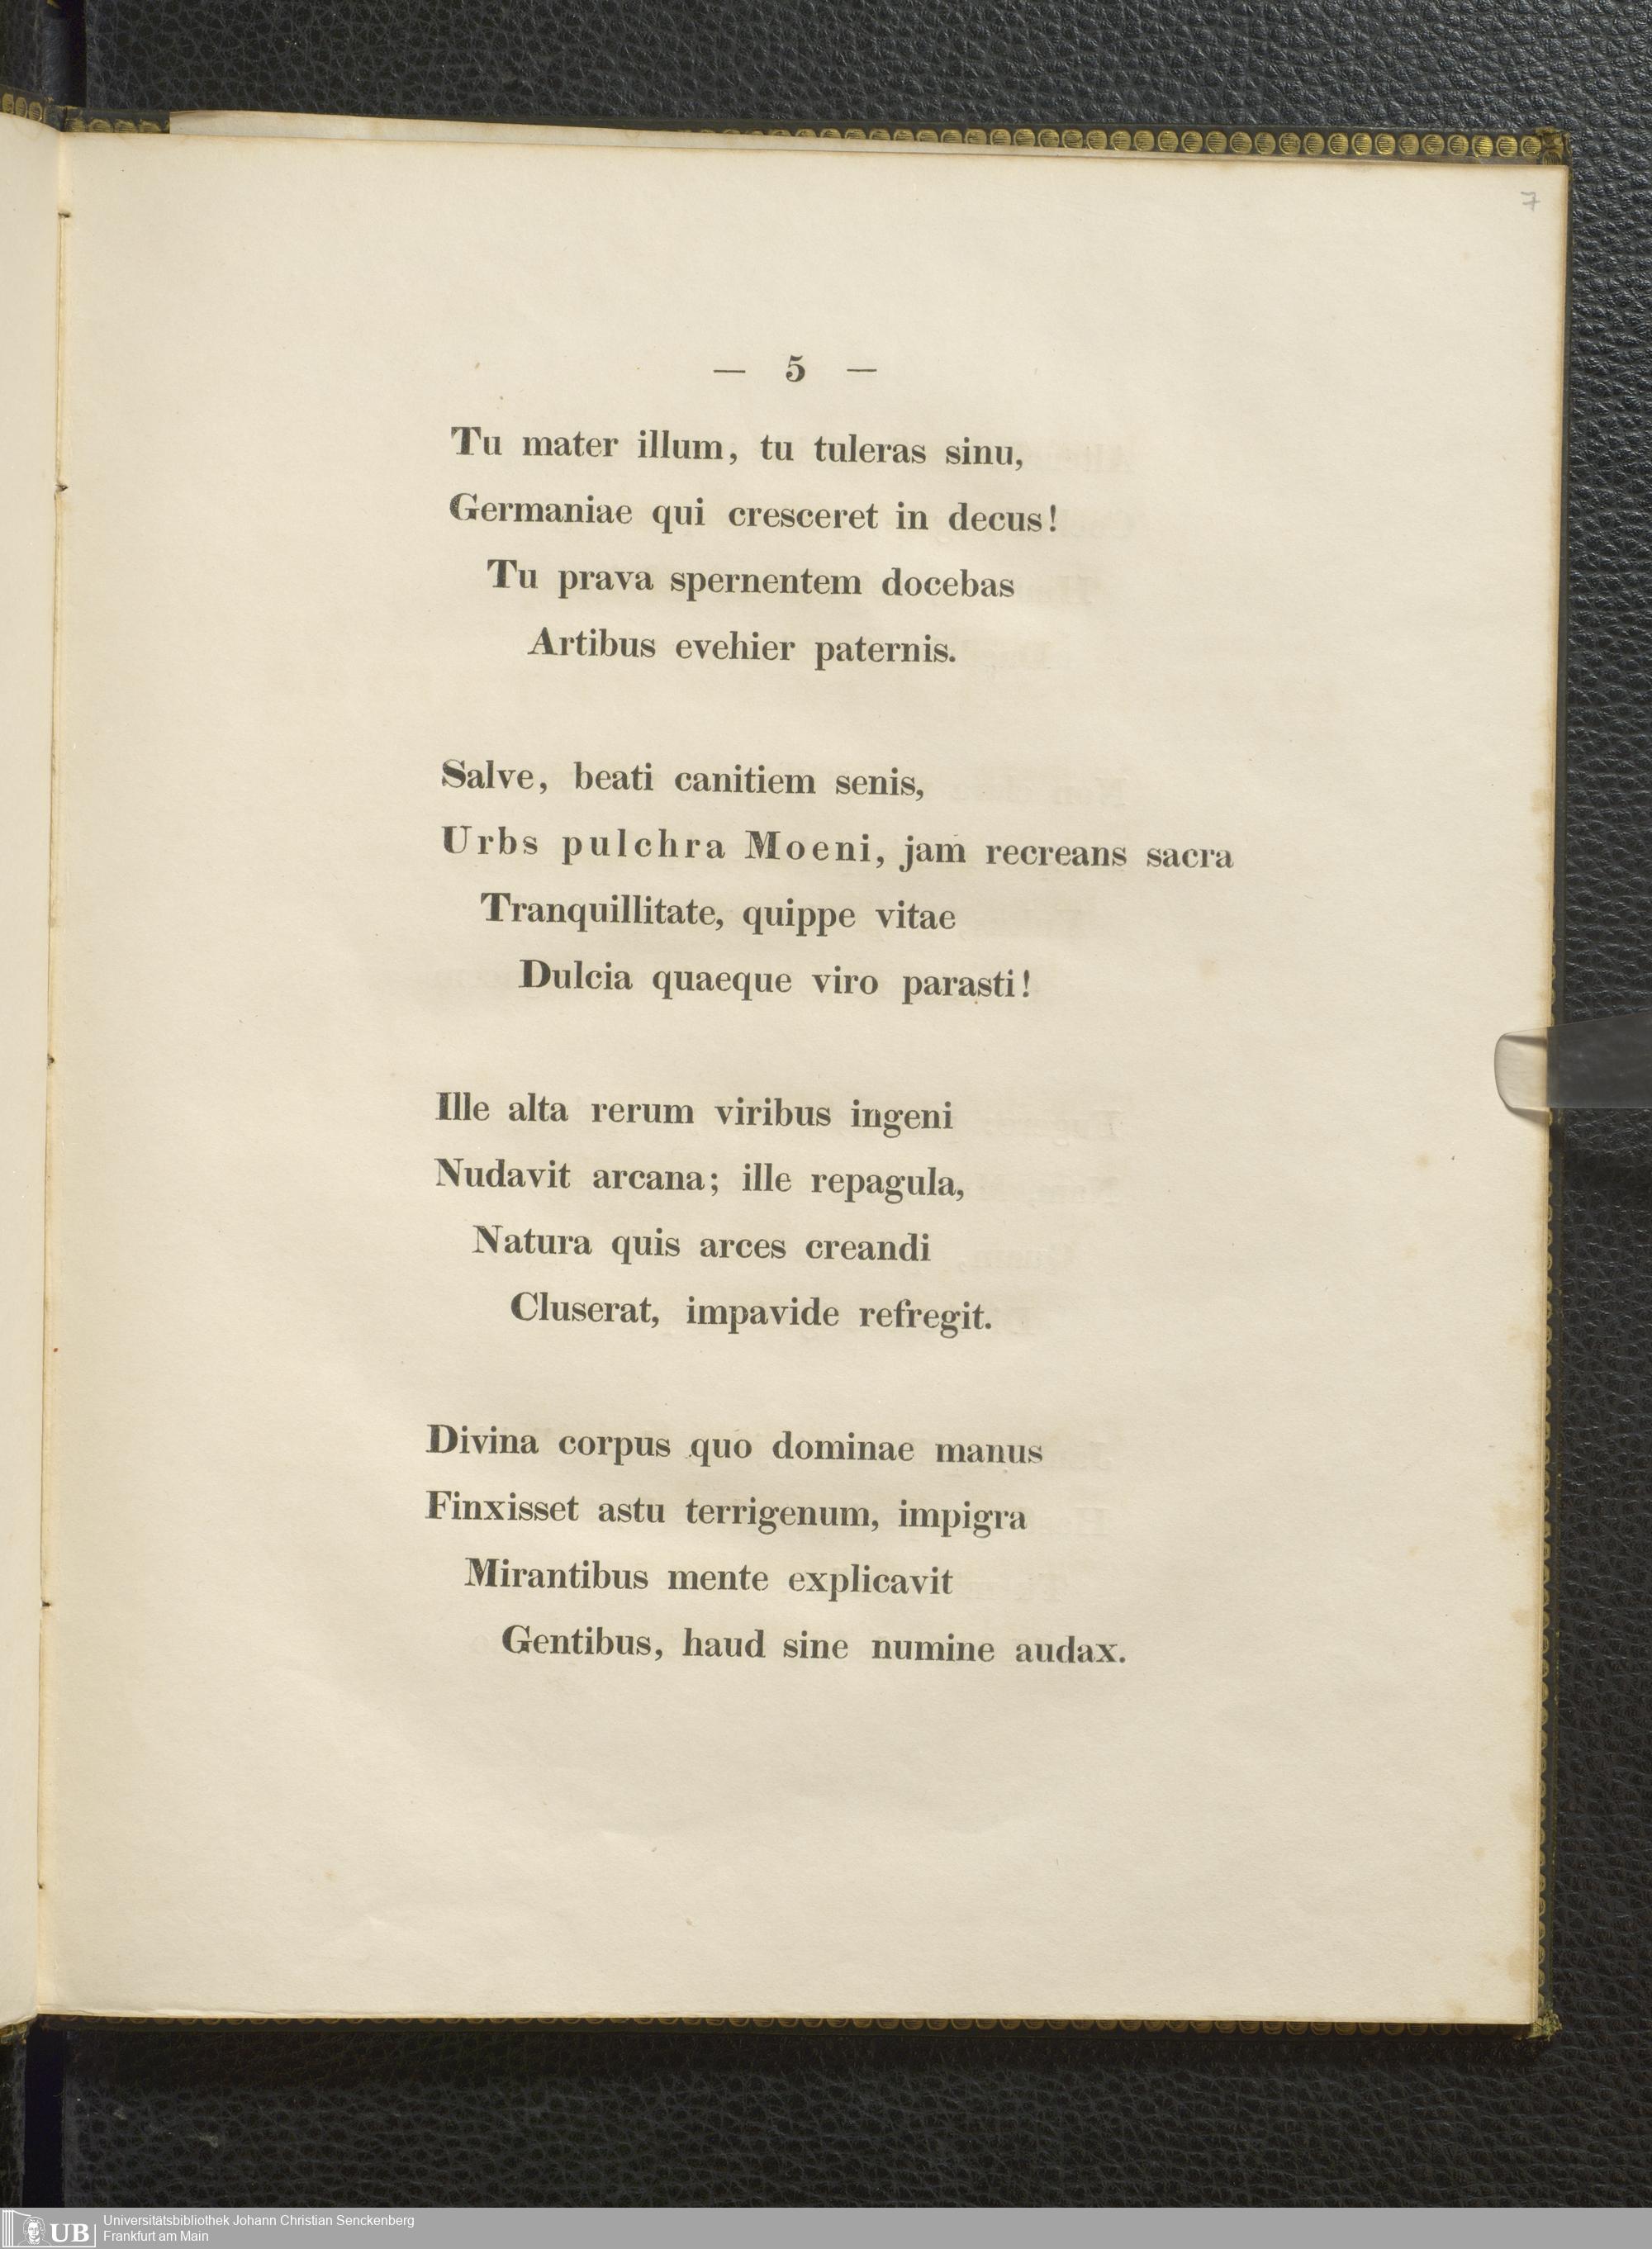 7
— 5 —
Tu mater illum, tu tuleras sinu,
Germaniae qui cresceret in decus!
Tu prava spernentem docebas
Artibus evehier paternis.
Salve, beati canitiem senis,
Urbs pulchra Moeni, jam recreans sacra
Tranquillitate, quippe vitae
Dulcia quaeque viro parasti!
Ille alta rerum viribus ingeni
Nudavit arcana; ille repagula,
Natura quis arces creandi
Cluserat, impavide refregit.
Divina corpus quo dominae manus
Finxisset astu terrigenum, impigra
Mirantibus mente explicavit
Gentibus, haud sine numine audax.
UB
Universitätsbibliothek Johann Christian Senckenberg
Frankfurt am Main